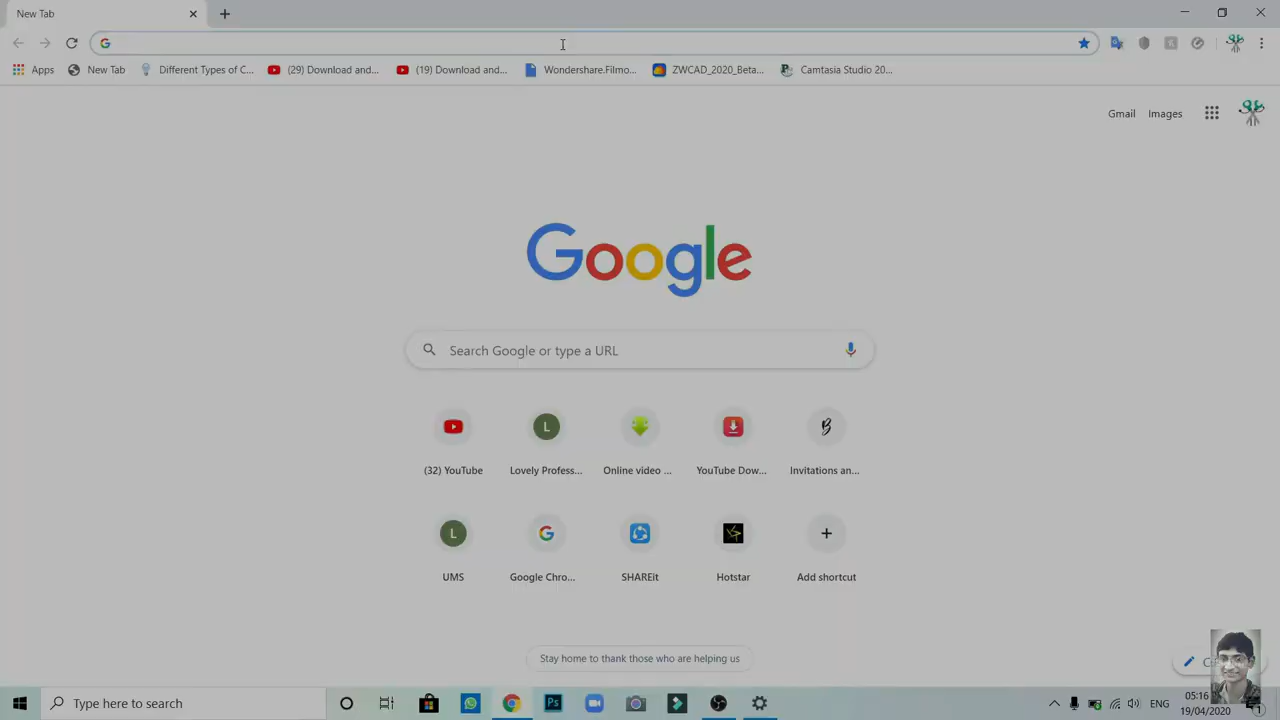 New Tab
Apps
New Tab
Different Types of C...
(29) Download and...
(19) Download and...
Wondershare.Filmo...
ZWCAD_2020_Beta...
Camtasia Studio 20...
Gmail
Images
Google
Search Google or type a URL
(32) YouTube
Lovely Profess...
Online video ...
YouTube Dow...
Invitations an...
UMS
Google Chro...
SHAREit
Hotstar
Add shortcut
Stay home to thank those who are helping us
Type here to search
ENG
05:16
19/04/2020